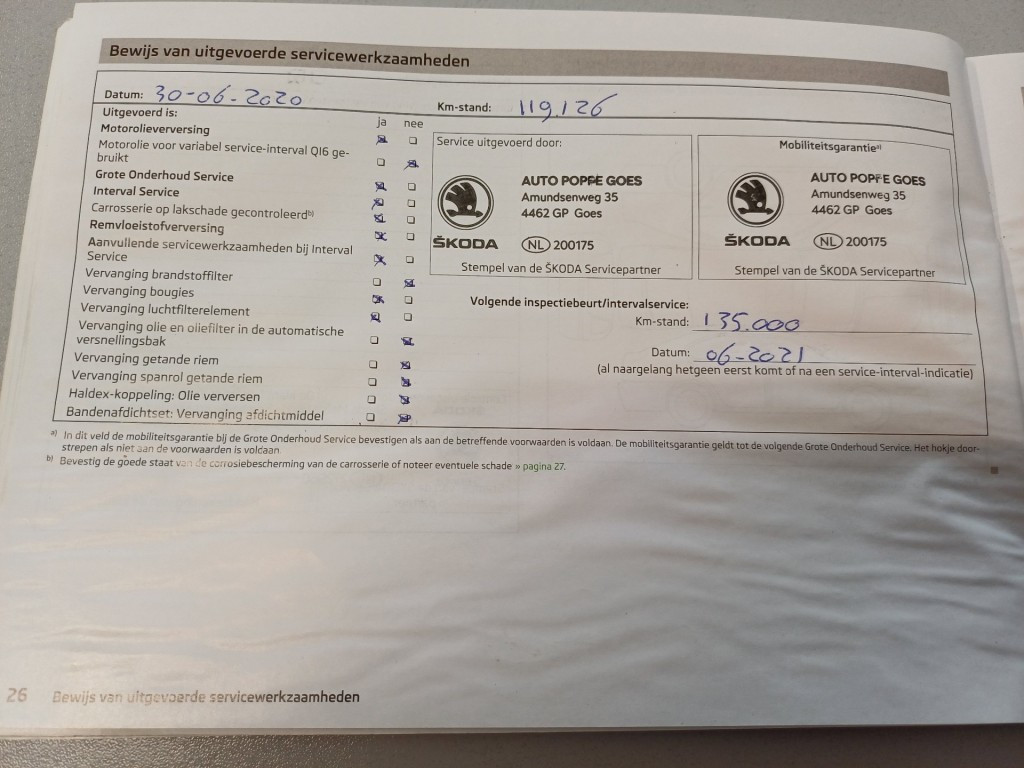 Bewijs van uitgevoerde servicewerkzaamheden
Datum: 30-06-2020
Km-stand: 119.126
Uitgevoerd is:
ja nee
Motorolieverversing
Motorolie voor variabel service-interval QI6 ge-
bruikt
Grote Onderhoud Service
Interval Service
Carrosserie op lakschade gecontroleerd b)
Remvloeistofverversing
Aanvullende servicewerkzaamheden bij Interval
Service
Vervanging brandstoffilter
Vervanging bougies
Vervanging luchtfilterelement
Vervanging olie en oliefilter in de automatische
versnellingsbak
Vervanging getande riem
Vervanging spanrol getande riem
Haldex-koppeling: Olie verversen
Bandenafdichtset: Vervanging afdichtmiddel
Service uitgevoerd door:
AUTO POPPE GOES
Amundsenweg 35
4462 GP Goes
ŠKODA NL 200175
Stempel van de ŠKODA Servicepartner
Mobiliteitsgarantie a)
AUTO POPPE GOES
Amundsenweg 35
4462 GP Goes
ŠKODA NL 200175
Stempel van de ŠKODA Servicepartner
Volgende inspectiebeurt/intervalservice:
Km-stand: 135.000
Datum: 06-2021
(al naargelang hetgeen eerst komt of na een service-interval-indicatie)
a) In dit veld de mobiliteitsgarantie bij de Grote Onderhoud Service bevestigen als aan de betreffende voorwaarden is voldaan. De mobiliteitsgarantie geldt tot de volgende Grote Onderhoud Service. Het hokje door-
strepen als niet aan de voorwaarden is voldaan.
b) Bevestig de goede staat van de corrosiebescherming van de carrosserie of noteer eventuele schade » pagina 27.
26 Bewijs van uitgevoerde servicewerkzaamheden